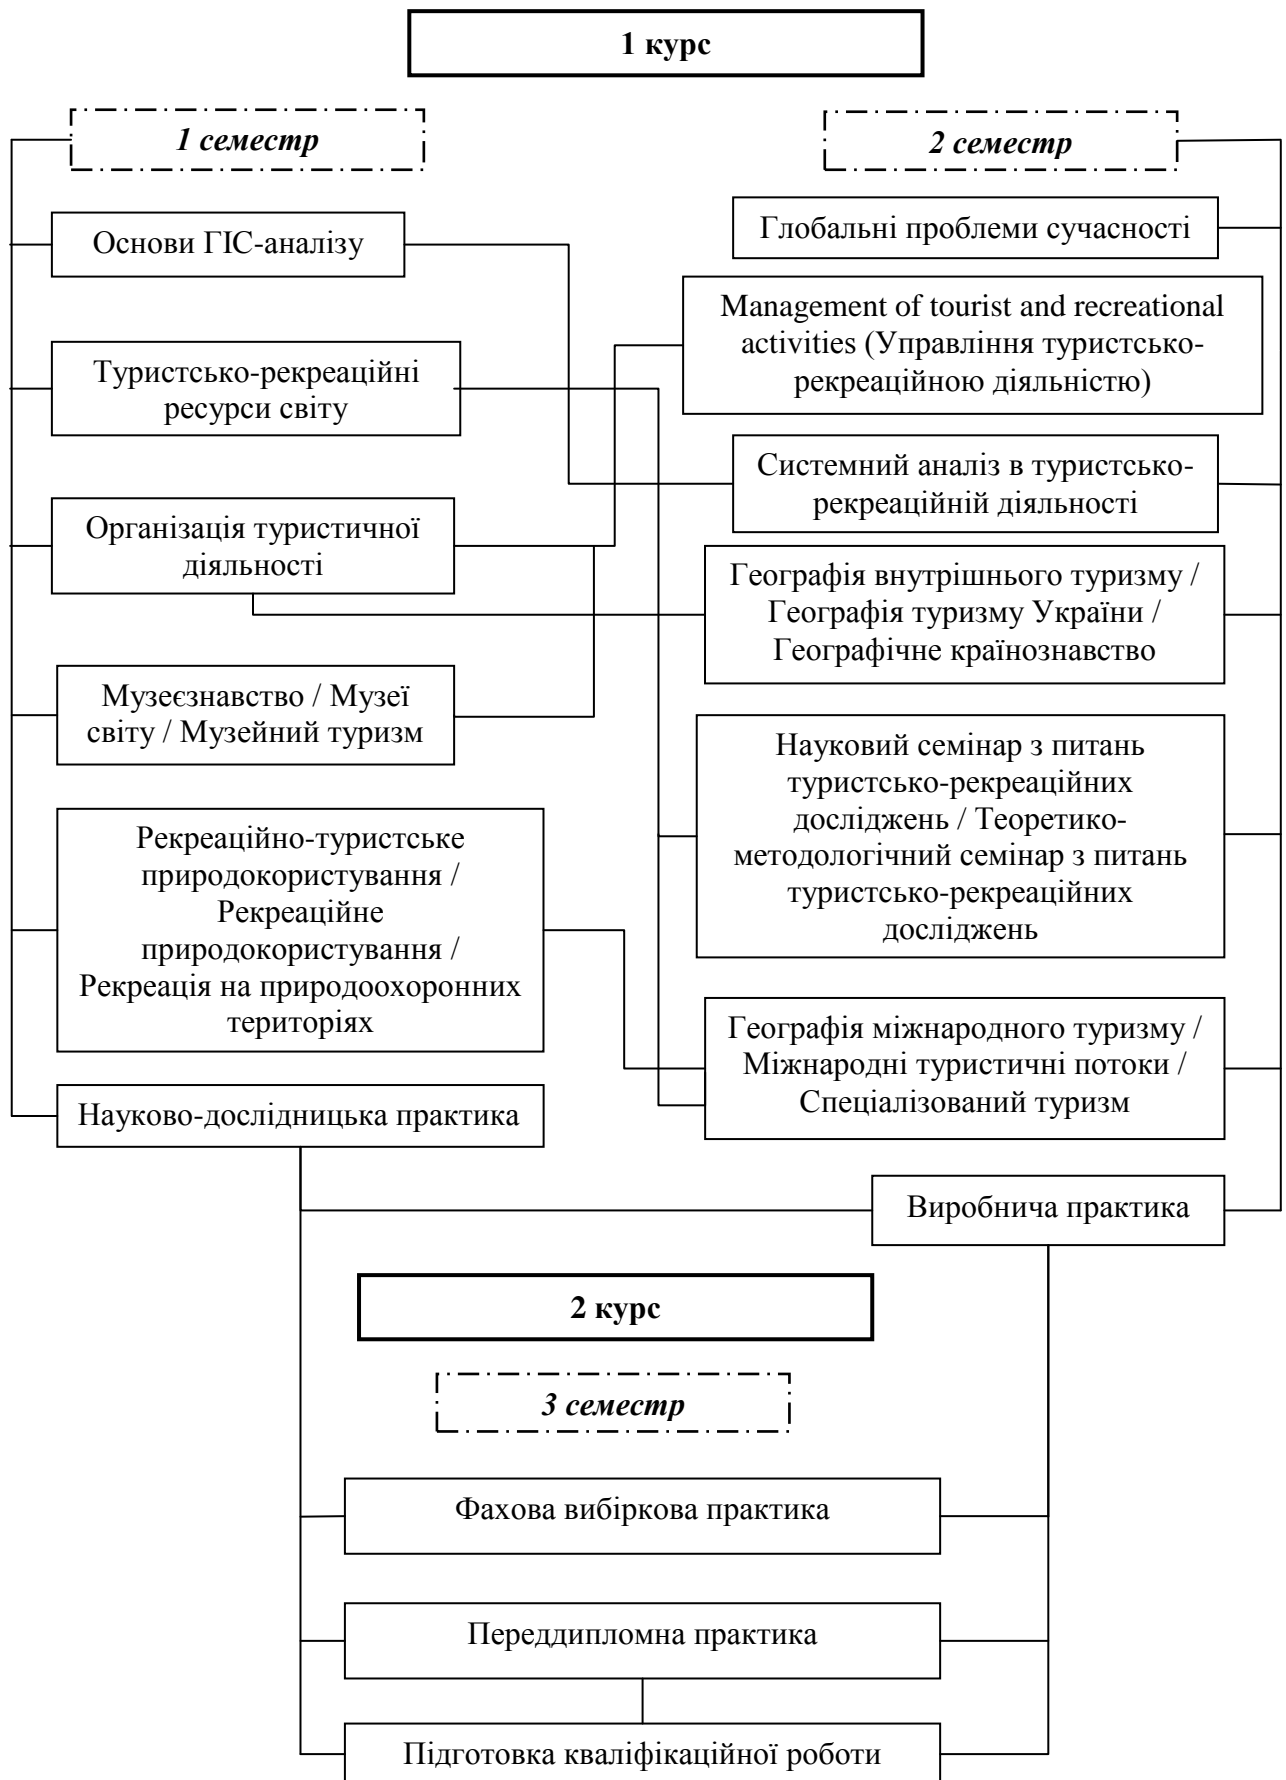 1 курс
1 семестр
2 семестр
Основи ГІС-аналізу
Туристсько-рекреаційні
ресурси світу
Організація туристичної
діяльності
Музеєзнавство / Музеї
світу / Музейний туризм
Рекреаційно-туристське
природокористування /
Рекреаційне
природокористування /
Рекреація на природоохоронних
територіях
Науково-дослідницька практика
Глобальні проблеми сучасності
Management of tourist and recreational
activities (Управління туристсько-
рекреаційною діяльністю)
Системний аналіз в туристсько-
рекреаційній діяльності
Географія внутрішнього туризму /
Географія туризму України /
Географічне країнознавство
Науковий семінар з питань
туристсько-рекреаційних
досліджень / Теоретико-
методологічний семінар з питань
туристсько-рекреаційних
досліджень
Географія міжнародного туризму /
Міжнародні туристичні потоки /
Спеціалізований туризм
Виробнича практика
2 курс
3 семестр
Фахова вибіркова практика
Переддипломна практика
Підготовка кваліфікаційної роботи